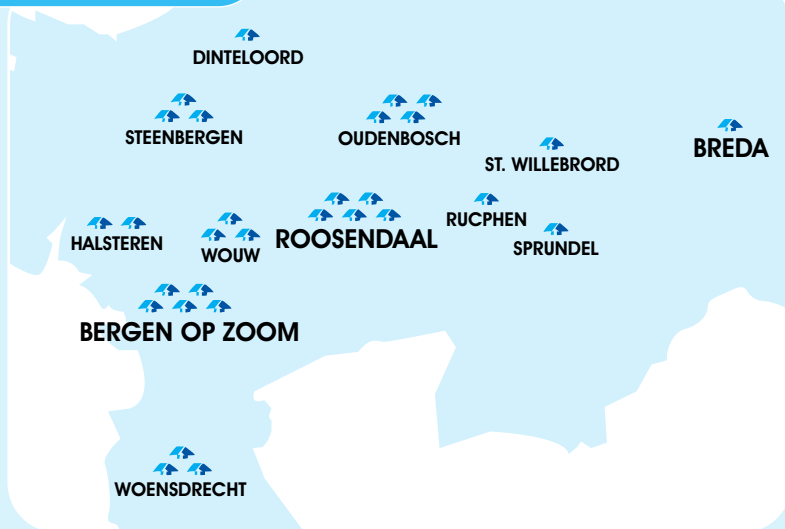 DINTELOORD
STEENBERGEN
OUDENBOSCH
ST. WILLEBRORD
BREDA
HALSTEREN
WOUW
ROOSENDAAL
RUCPHEN
SPRUNDEL
BERGEN OP ZOOM
WOENSDRECHT